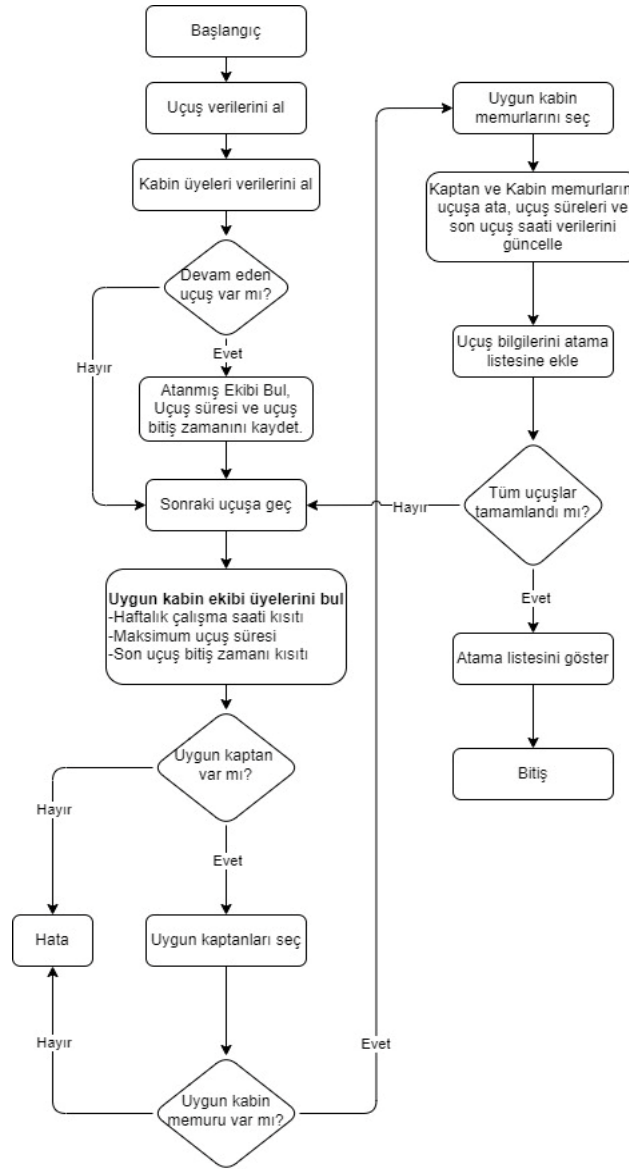 Başlangıç
Uçuş verilerini al
Kabin üyeleri verilerini al
Devam eden
uçuş var mı?
Hayır
Evet
Atanmış Ekibi Bul,
Uçuş süresi ve uçuş
bitiş zamanını kaydet.
Sonraki uçuşa geç
Uygun kabin ekibi üyelerini bul
-Haftalık çalışma saati kısıtı
-Maksimum uçuş süresi
-Son uçuş bitiş zamanı kısıtı
Uygun kaptan
var mı?
Hayır
Evet
Hata
Uygun kaptanları seç
Hayır
Uygun kabin
memuru var mı?
Evet
Uygun kabin
memurlarını seç
Kaptan ve Kabin memurların
uçuşa ata, uçuş süreleri ve
son uçuş saati verilerini
güncelle
Uçuş bilgilerini atama
listesine ekle
Tüm uçuşlar
tamamlandı mı?
Hayır
Evet
Atama listesini göster
Bitiş